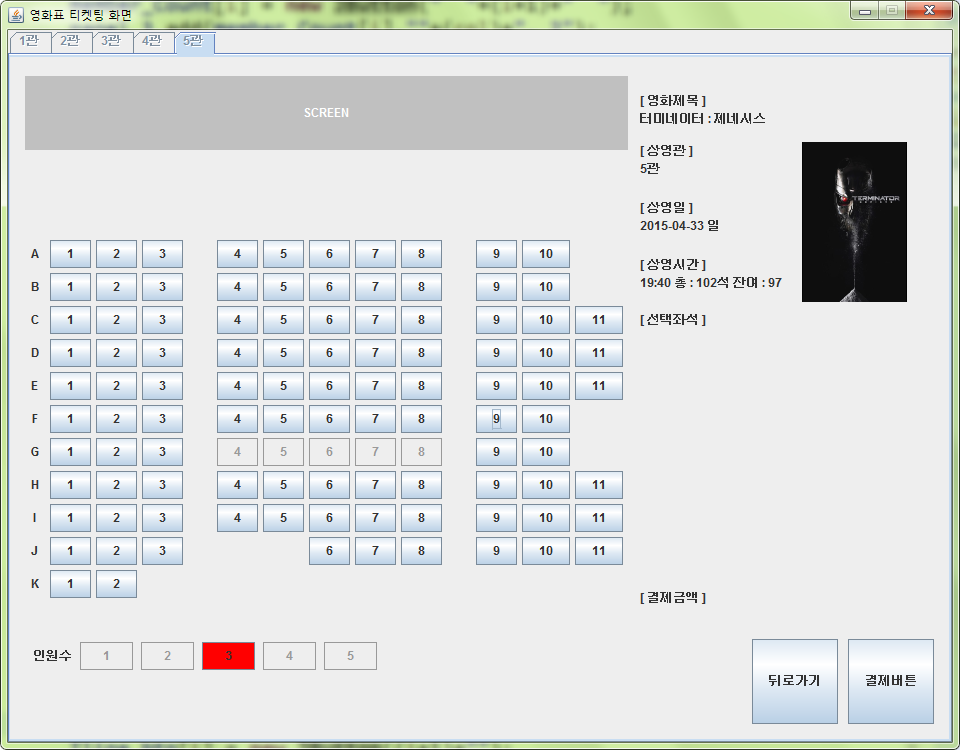 영화표 티켓팅 화면
1관 2관 3관 4관 5관
SCREEN
[ 영화제목 ]
터미네이터 : 제네시스
[ 상영관 ]
5관
TERMINATOR
[ 상영일 ]
2015-04-33 일
[ 상영시간 ]
19:40 총 : 102석 잔여 : 97
[ 선택좌석 ]
A 1 2 3 4 5 6 7 8 9 10
B 1 2 3 4 5 6 7 8 9 10
C 1 2 3 4 5 6 7 8 9 10 11
D 1 2 3 4 5 6 7 8 9 10 11
E 1 2 3 4 5 6 7 8 9 10 11
F 1 2 3 4 5 6 7 8 9 10
G 1 2 3 4 5 6 7 8 9 10
H 1 2 3 4 5 6 7 8 9 10 11
I 1 2 3 4 5 6 7 8 9 10 11
J 1 2 3 6 7 8 9 10 11
K 1 2
[ 결제금액 ]
인원수 1 2 3 4 5
뒤로가기 결제버튼